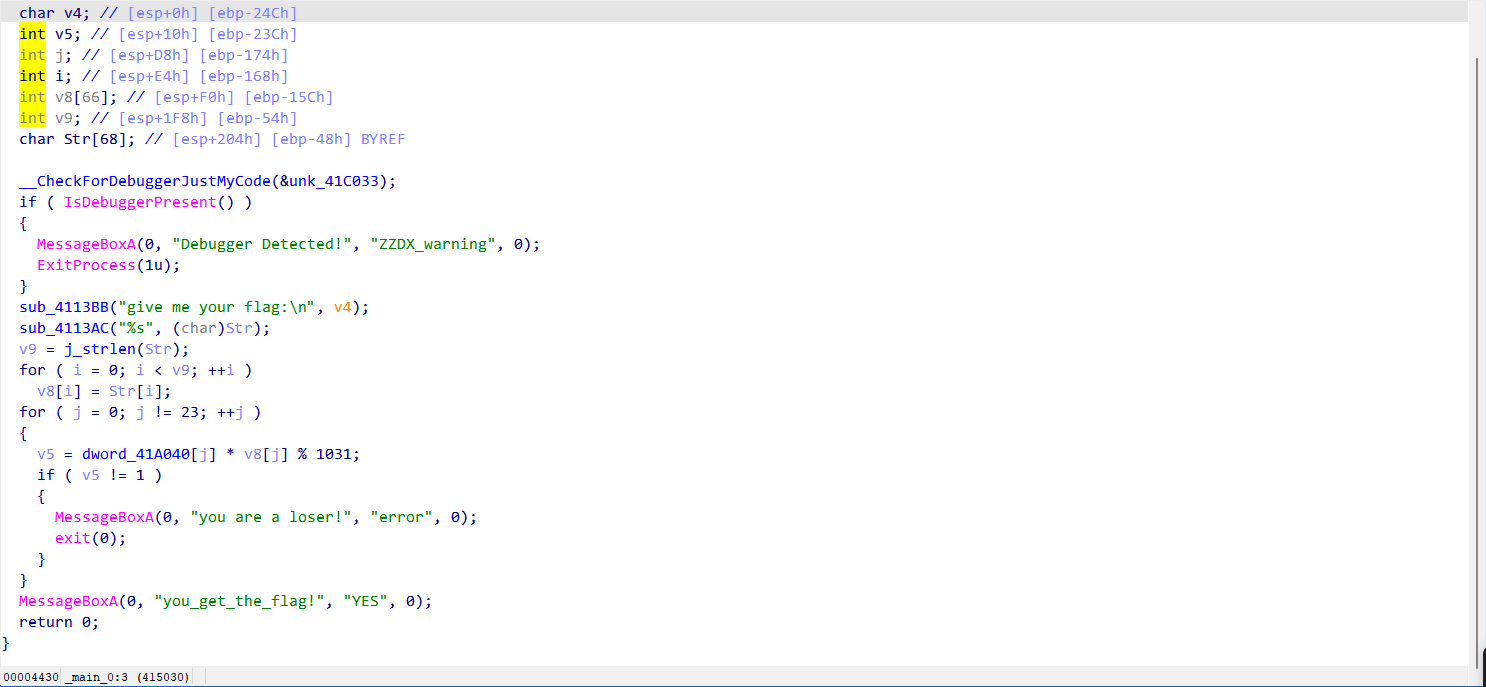 char v4; // [esp+0h] [ebp-24Ch]
int v5; // [esp+10h] [ebp-23Ch]
int j; // [esp+D8h] [ebp-174h]
int i; // [esp+E4h] [ebp-168h]
int v8[66]; // [esp+F0h] [ebp-15Ch]
int v9; // [esp+1F8h] [ebp-54h]
char Str[68]; // [esp+204h] [ebp-48h] BYREF
__CheckForDebuggerJustMyCode(&unk_41C033);
if ( IsDebuggerPresent() )
{
MessageBoxA(0, "Debugger Detected!", "ZZDX_warning", 0);
ExitProcess(1u);
}
sub_4113BB("give me your flag:\n", v4);
sub_4113AC("%s", (char)Str);
v9 = j_strlen(Str);
for ( i = 0; i < v9; ++i )
v8[i] = Str[i];
for ( j = 0; j != 23; ++j )
{
v5 = dword_41A040[j] * v8[j] % 1031;
if ( v5 != 1 )
{
MessageBoxA(0, "you are a loser!", "error", 0);
exit(0);
}
}
MessageBoxA(0, "you_get_the_flag!", "YES", 0);
return 0;
}
00004430 _main_0:3 (415030)